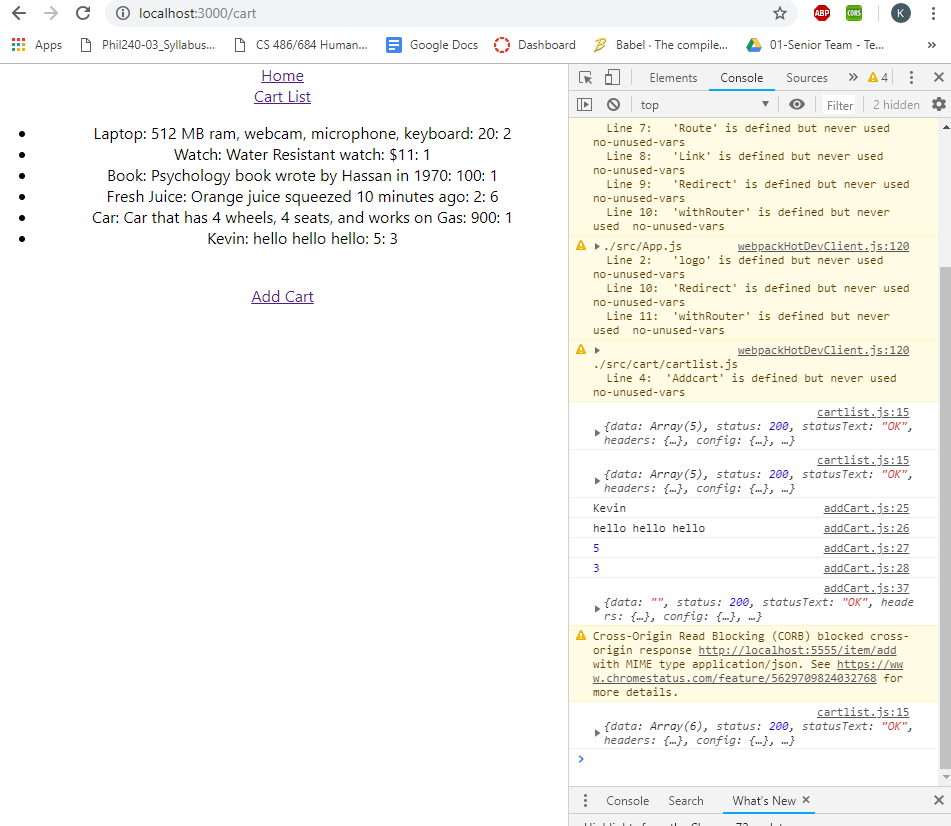 localhost:3000/cart
ABP
CORS
K
Apps Phil240-03_Syllabus... CS 486/684 Human... Google Docs Dashboard Babel · The compile... 01-Senior Team - Te... »
Home
Cart List
Laptop: 512 MB ram, webcam, microphone, keyboard: 20: 2
Watch: Water Resistant watch: $11: 1
Book: Psychology book wrote by Hassan in 1970: 100: 1
Fresh Juice: Orange juice squeezed 10 minutes ago: 2: 6
Car: Car that has 4 wheels, 4 seats, and works on Gas: 900: 1
Kevin: hello hello hello: 5: 3
Add Cart
Elements Console Sources » 4
top Filter 2 hidden
Line 7: 'Route' is defined but never used
no-unused-vars
Line 8: 'Link' is defined but never used
no-unused-vars
Line 9: 'Redirect' is defined but never used
no-unused-vars
Line 10: 'withRouter' is defined but never
used no-unused-vars
./src/App.js webpackHotDevClient.js:120
Line 2: 'logo' is defined but never used
no-unused-vars
Line 10: 'Redirect' is defined but never used
no-unused-vars
Line 11: 'withRouter' is defined but never
used no-unused-vars
webpackHotDevClient.js:120
./src/cart/cartlist.js
Line 4: 'Addcart' is defined but never used
no-unused-vars
cartlist.js:15
{data: Array(5), status: 200, statusText: "OK",
headers: {…}, config: {…}, …}
cartlist.js:15
{data: Array(5), status: 200, statusText: "OK",
headers: {…}, config: {…}, …}
Kevin addCart.js:25
hello hello hello addCart.js:26
5 addCart.js:27
3 addCart.js:28
addCart.js:37
{data: "", status: 200, statusText: "OK", heade
rs: {…}, config: {…}, …}
Cross-Origin Read Blocking (CORB) blocked cross-
origin response http://localhost:5555/item/add
with MIME type application/json. See https://ww
w.chromestatus.com/feature/5629709824032768 for
more details.
cartlist.js:15
{data: Array(6), status: 200, statusText: "OK",
headers: {…}, config: {…}, …}
Console Search What's New